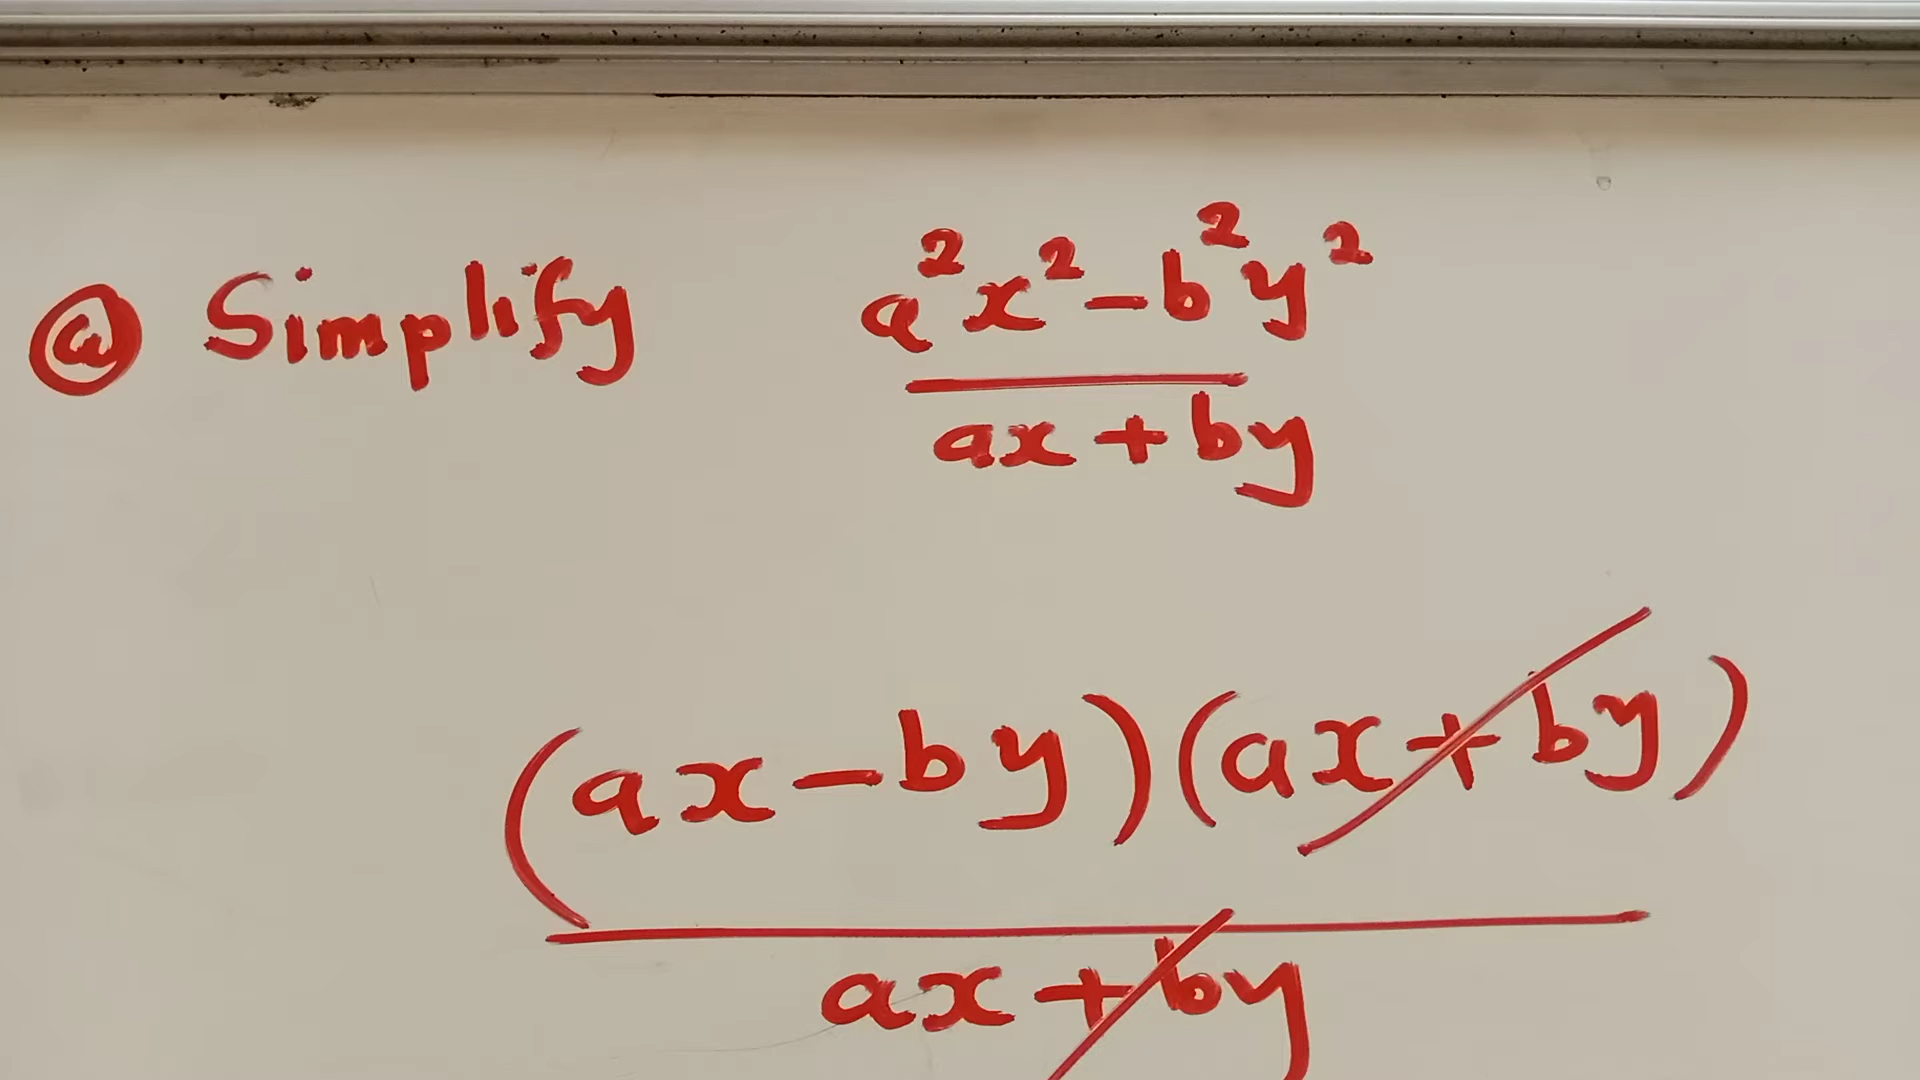 ⓐ Simplify a²x² - b²y²
ax + by
(ax - by)(ax + by)
ax + by